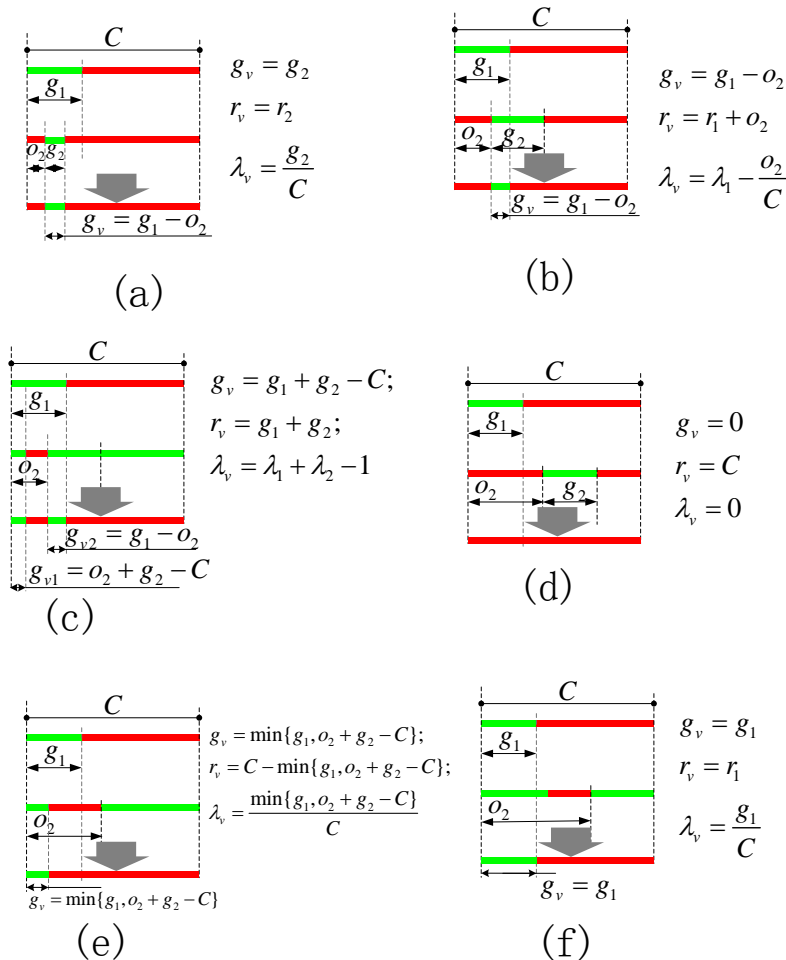 C
g_v = g_2
g_1
r_v = r_2
o_2 g_2
λ_v = g_2 / C
g_v = g_1 − o_2
(a)
C
g_1
g_v = g_1 − o_2
r_v = r_1 + o_2
o_2 g_2
λ_v = λ_1 − o_2 / C
g_v = g_1 − o_2
(b)
C
g_v = g_1 + g_2 − C;
g_1
r_v = g_1 + g_2;
o_2
λ_v = λ_1 + λ_2 − 1
g_{v2} = g_1 − o_2
g_{v1} = o_2 + g_2 − C
(c)
C
g_1
g_v = 0
r_v = C
o_2 g_2
λ_v = 0
(d)
C
g_v = min{g_1, o_2 + g_2 − C};
g_1
r_v = C − min{g_1, o_2 + g_2 − C};
λ_v = min{g_1, o_2 + g_2 − C} / C
o_2
g_v = min{g_1, o_2 + g_2 − C}
(e)
C
g_v = g_1
g_1
r_v = r_1
o_2
λ_v = g_1 / C
g_v = g_1
(f)